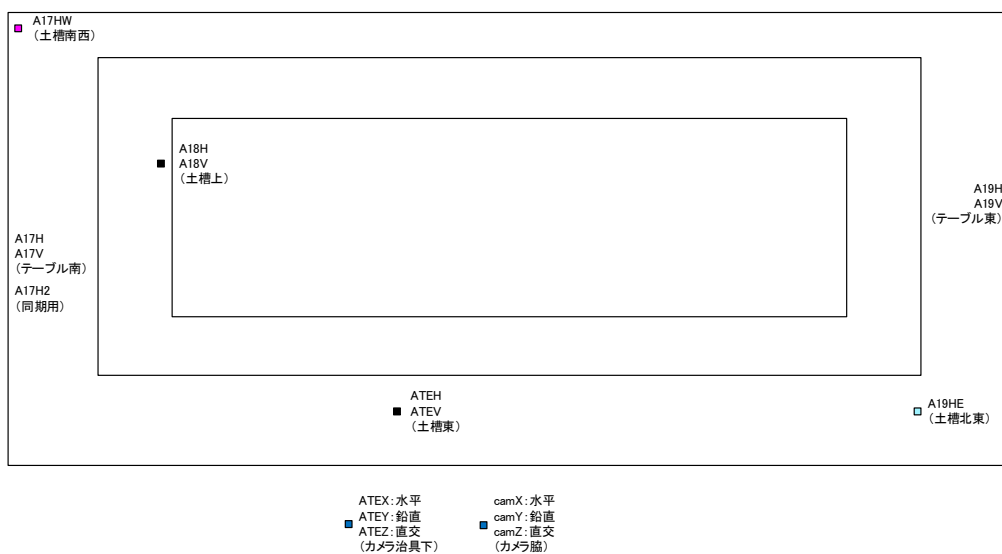 A17HW
(土槽南西)
A18H
A18V
(土槽上)
A19H
A19V
(テーブル東)
A17H
A17V
(テーブル南)
A17H2
(同期用)
ATEH
ATEV
(土槽東)
A19HE
(土槽北東)
ATEX:水平
ATEY:鉛直
ATEZ:直交
(カメラ治具下)
camX:水平
camY:鉛直
camZ:直交
(カメラ脇)